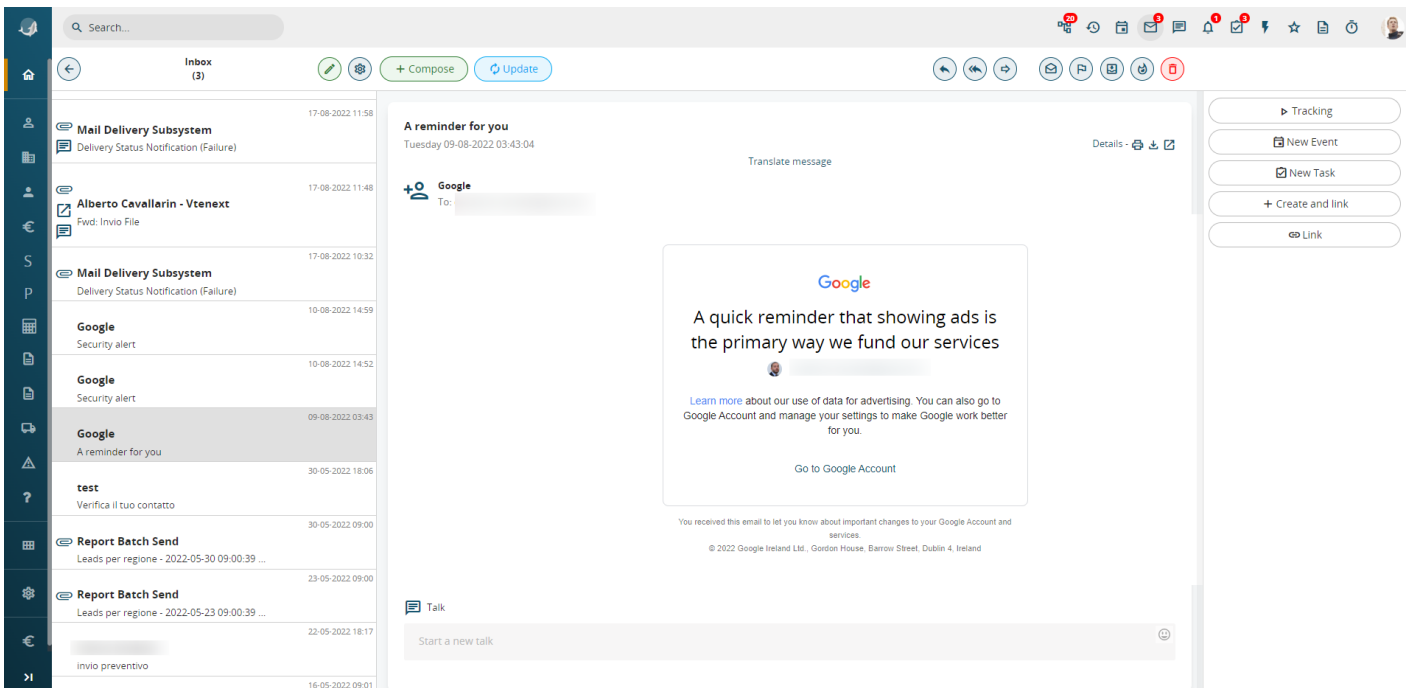 Search...
20
3
1
3
Inbox
(3)
+ Compose
Update
17-08-2022 11:58
Mail Delivery Subsystem
Delivery Status Notification (Failure)
17-08-2022 11:48
Alberto Cavallarin - Vtenext
Fwd: Invio File
17-08-2022 10:32
Mail Delivery Subsystem
Delivery Status Notification (Failure)
10-08-2022 14:59
Google
Security alert
10-08-2022 14:52
Google
Security alert
09-08-2022 03:43
Google
A reminder for you
30-05-2022 18:06
test
Verifica il tuo contatto
30-05-2022 09:00
Report Batch Send
Leads per regione - 2022-05-30 09:00:39 ...
23-05-2022 09:00
Report Batch Send
Leads per regione - 2022-05-23 09:00:39 ...
22-05-2022 18:17
invio preventivo
16-05-2022 09:01
€
S
P
?
€
A reminder for you
Tuesday 09-08-2022 03:43:04
Details -
Translate message
Google
To:
Google
A quick reminder that showing ads is
the primary way we fund our services
Learn more about our use of data for advertising. You can also go to
Google Account and manage your settings to make Google work better
for you.
Go to Google Account
You received this email to let you know about important changes to your Google Account and
services.
© 2022 Google Ireland Ltd., Gordon House, Barrow Street, Dublin 4, Ireland
Talk
Start a new talk
Tracking
New Event
New Task
+ Create and link
Link